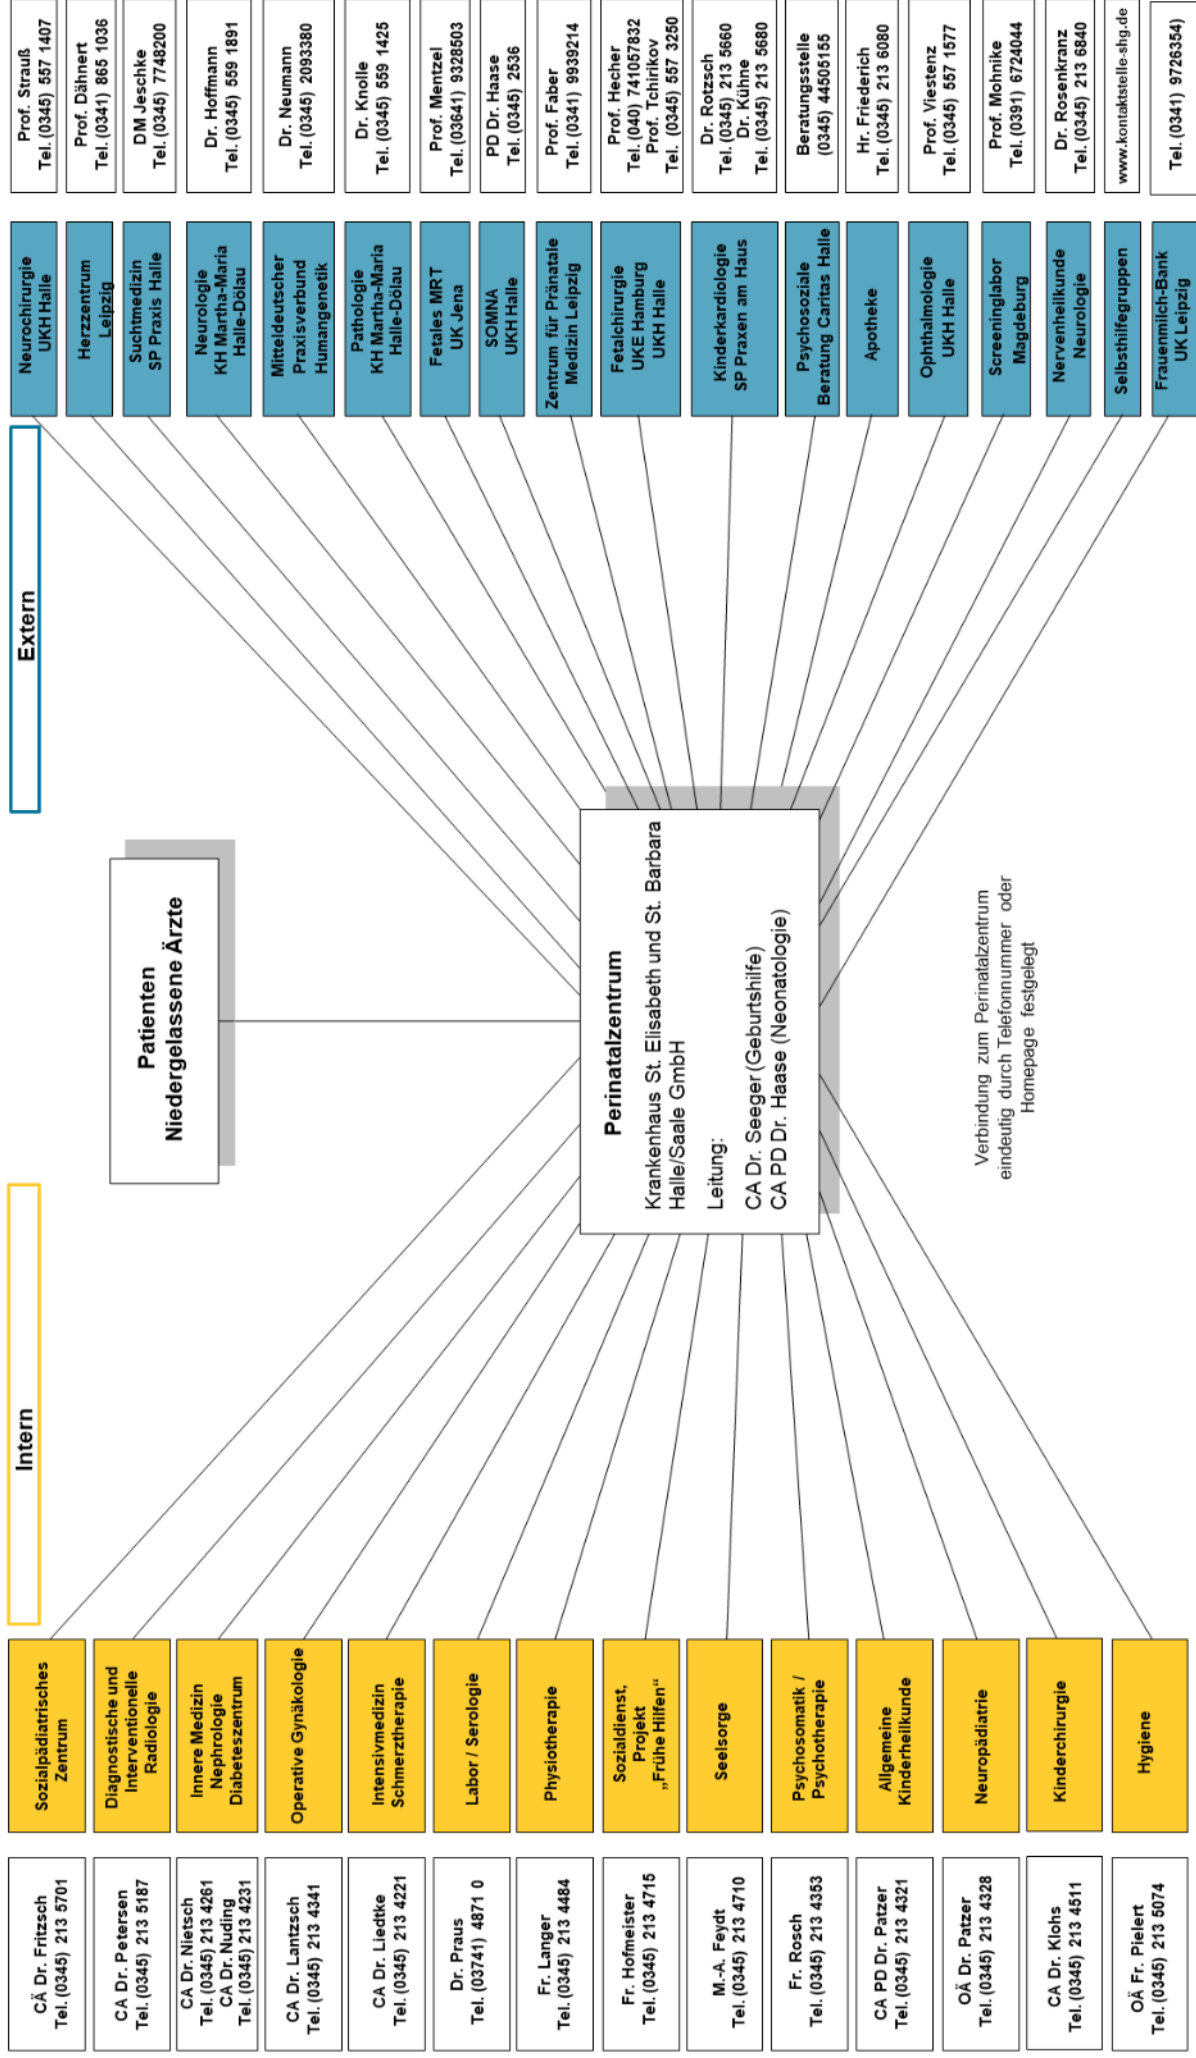 Intern
Extern
Patienten
Niedergelassene Ärzte
CÄ Dr. Fritzsch
Tel. (0345) 213 5701
Sozialpädiatrisches
Zentrum
CA Dr. Petersen
Tel. (0345) 213 5187
Diagnostische und
Interventionelle
Radiologie
CA Dr. Nietsch
Tel. (0345) 213 4261
CA Dr. Nuding
Tel. (0345) 213 4231
Innere Medizin
Nephrologie
Diabeteszentrum
CA Dr. Lantzsch
Tel. (0345) 213 4341
Operative Gynäkologie
CA Dr. Liedtke
Tel. (0345) 213 4221
Intensivmedizin
Schmerztherapie
Dr. Praus
Tel. (03741) 4871 0
Labor / Serologie
Fr. Langer
Tel. (0345) 213 4484
Physiotherapie
Fr. Hofmeister
Tel. (0345) 213 4715
Sozialdienst,
Projekt
„Frühe Hilfen“
M.-A. Feydt
Tel. (0345) 213 4710
Seelsorge
Fr. Rosch
Tel. (0345) 213 4353
Psychosomatik /
Psychotherapie
CA PD Dr. Patzer
Tel. (0345) 213 4321
Allgemeine
Kinderheilkunde
OÄ Dr. Patzer
Tel. (0345) 213 4328
Neuropädiatrie
CA Dr. Klohs
Tel. (0345) 213 4511
Kinderchirurgie
OÄ Fr. Pielert
Tel. (0345) 213 5074
Hygiene
Perinatalzentrum
Krankenhaus St. Elisabeth und St. Barbara
Halle/Saale GmbH
Leitung:
CA Dr. Seeger (Geburtshilfe)
CA PD Dr. Haase (Neonatologie)
Verbindung zum Perinatalzentrum
eindeutig durch Telefonnummer oder
Homepage festgelegt
Neurochirurgie
UKH Halle
Prof. Strauß
Tel. (0345) 557 1407
Herzzentrum
Leipzig
Prof. Dähnert
Tel. (0341) 865 1036
Suchtmedizin
SP Praxis Halle
DM Jeschke
Tel. (0345) 7748200
Neurologie
KH Martha-Maria
Halle-Dölau
Dr. Hoffmann
Tel. (0345) 559 1891
Mitteldeutscher
Praxisverbund
Humangenetik
Dr. Neumann
Tel. (0345) 2093380
Pathologie
KH Martha-Maria
Halle-Dölau
Dr. Knolle
Tel. (0345) 559 1425
Fetales MRT
UK Jena
Prof. Mentzel
Tel. (03641) 9328503
SOMNA
UKH Halle
PD Dr. Haase
Tel. (0345) 2536
Zentrum für Pränatale
Medizin Leipzig
Prof. Faber
Tel. (0341) 9939214
Fetalchirurgie
UKE Hamburg
UKH Halle
Prof. Hecher
Tel. (040) 741057832
Prof. Tchirikov
Tel. (0345) 557 3250
Kinderkardiologie
SP Praxen am Haus
Dr. Rotzsch
Tel. (0345) 213 5660
Dr. Kühne
Tel. (0345) 213 5680
Psychosoziale
Beratung Caritas Halle
Beratungsstelle
(0345) 44505155
Apotheke
Hr. Friederich
Tel. (0345) 213 6080
Ophthalmologie
UKH Halle
Prof. Viestenz
Tel. (0345) 557 1577
Screeninglabor
Magdeburg
Prof. Mohnike
Tel. (0391) 6724044
Nervenheilkunde
Neurologie
Dr. Rosenkranz
Tel. (0345) 213 6840
Selbsthilfegruppen
www.kontaktstelle-shg.de
Frauenmilch-Bank
UK Leipzig
Tel. (0341) 9726354)